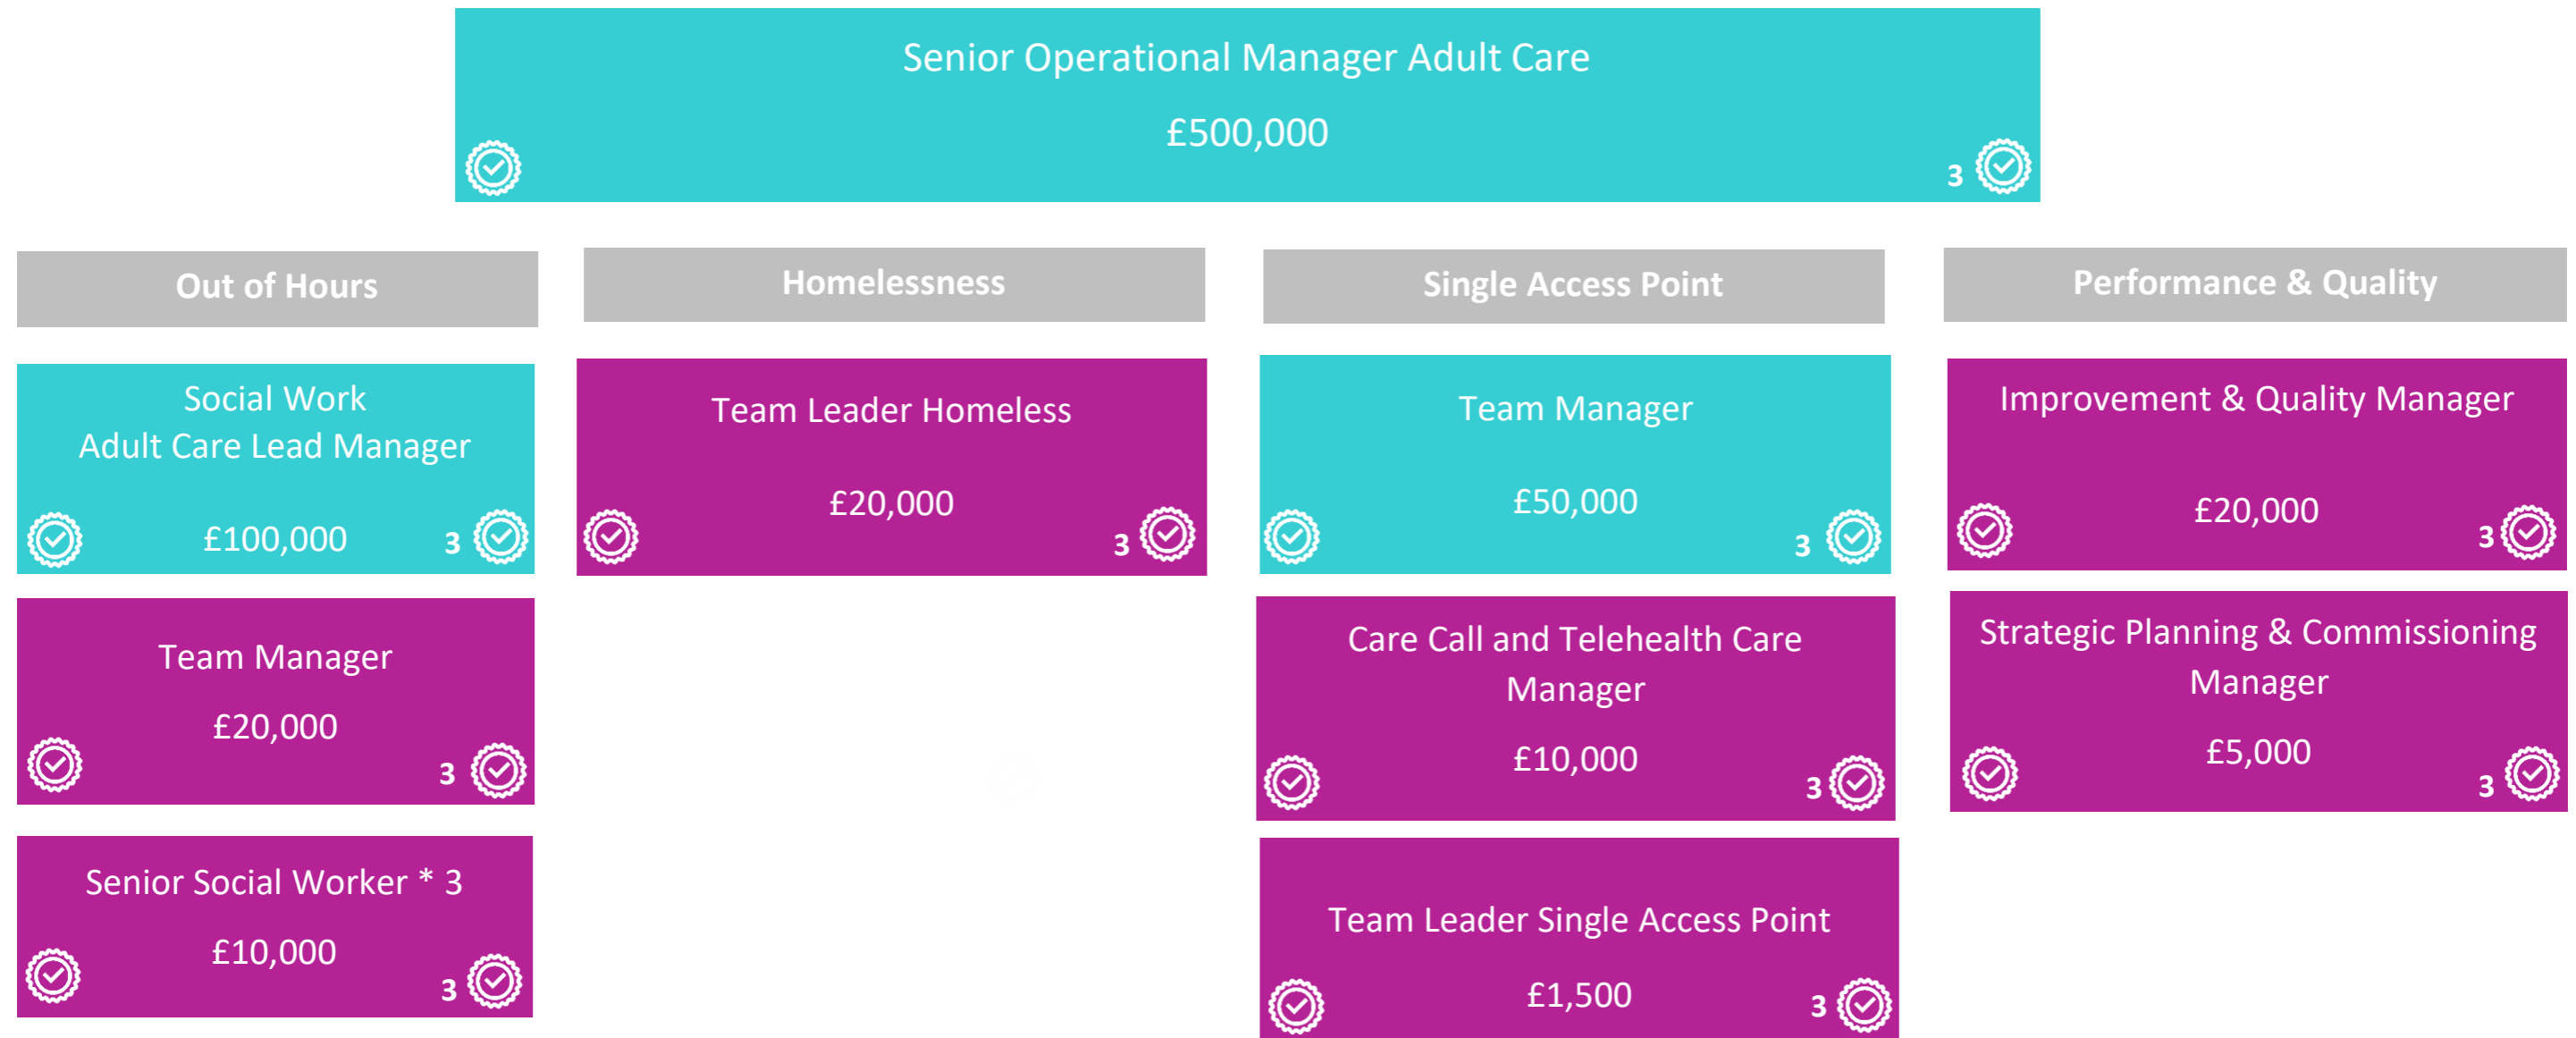 Senior Operational Manager Adult Care
£500,000
3
Out of Hours
Social Work
Adult Care Lead Manager
£100,000
3
Team Manager
£20,000
3
Senior Social Worker * 3
£10,000
3
Homelessness
Team Leader Homeless
£20,000
3
Single Access Point
Team Manager
£50,000
3
Care Call and Telehealth Care
Manager
£10,000
3
Team Leader Single Access Point
£1,500
3
Performance & Quality
Improvement & Quality Manager
£20,000
3
Strategic Planning & Commissioning
Manager
£5,000
3